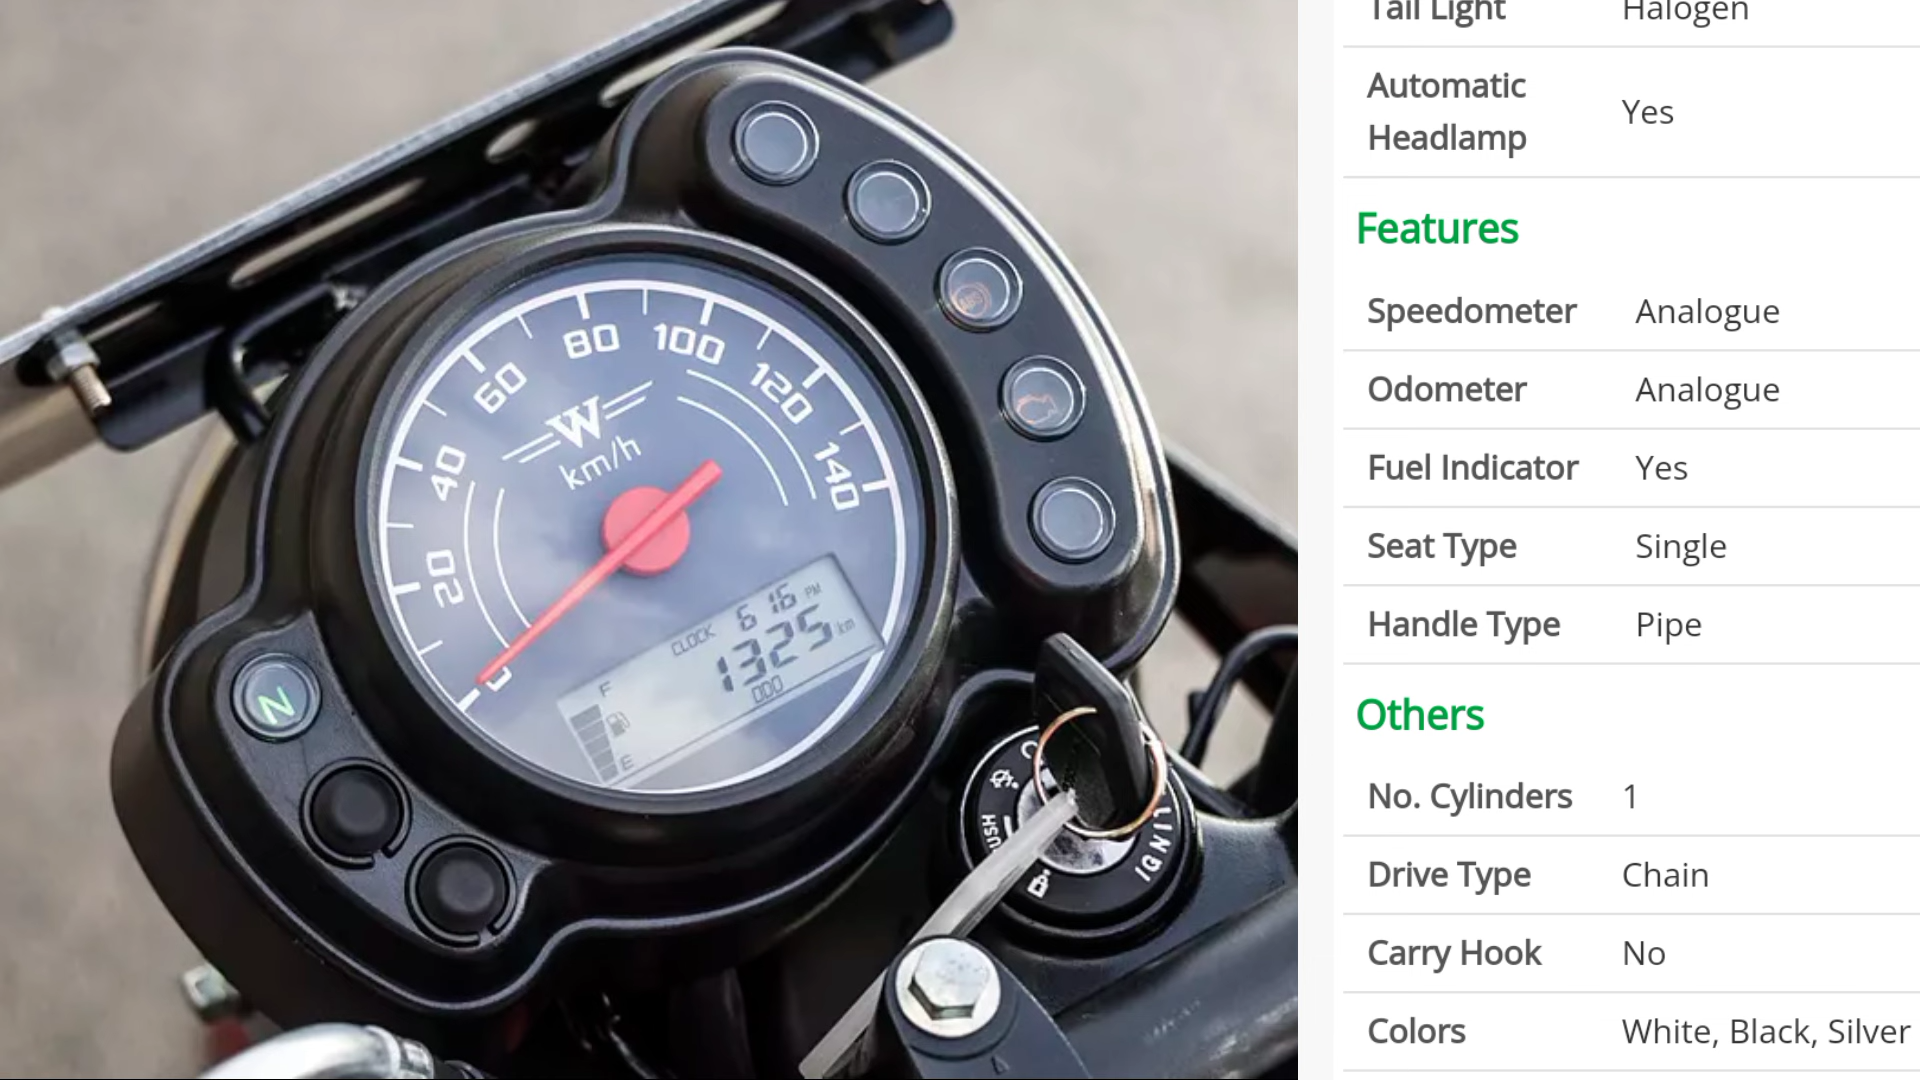 80
100
60
120
W
km/h
40
140
20
0
CLOCK 6 16 PM
1325 km
ODO
F
E
N
ABS
PUSH
IGN
Tail Light Halogen
Automatic Headlamp Yes
Features
Speedometer Analogue
Odometer Analogue
Fuel Indicator Yes
Seat Type Single
Handle Type Pipe
Others
No. Cylinders 1
Drive Type Chain
Carry Hook No
Colors White, Black, Silver